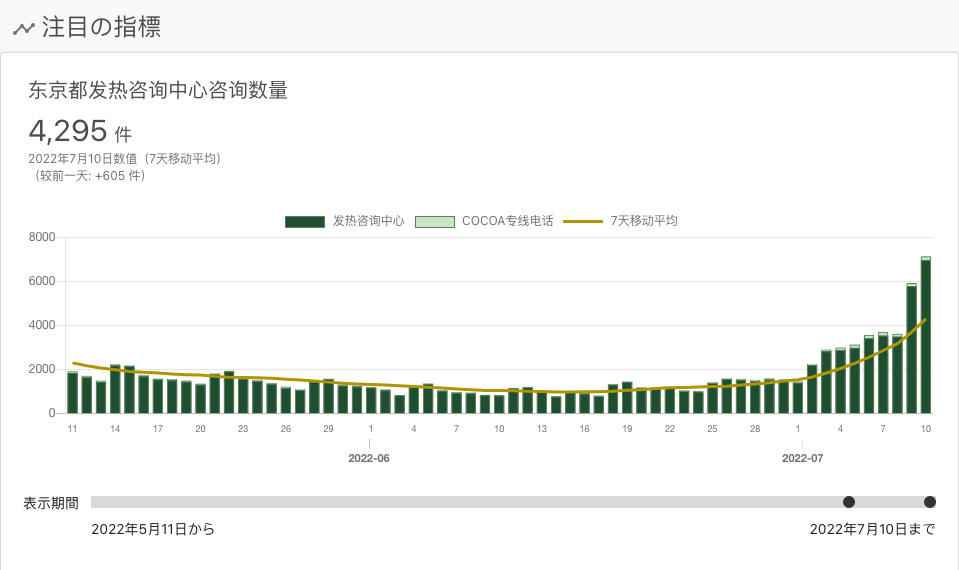 注目の指標
东京都发热咨询中心咨询数量
4,295 件
2022年7月10日数值（7天移动平均）
（较前一天: +605 件）
发热咨询中心 COCOA专线电话 7天移动平均
8000
6000
4000
2000
0
11 14 17 20 23 26 29 1 4 7 10 13 16 19 22 25 28 1 4 7 10
2022-06 2022-07
表示期間
2022年5月11日から 2022年7月10日まで